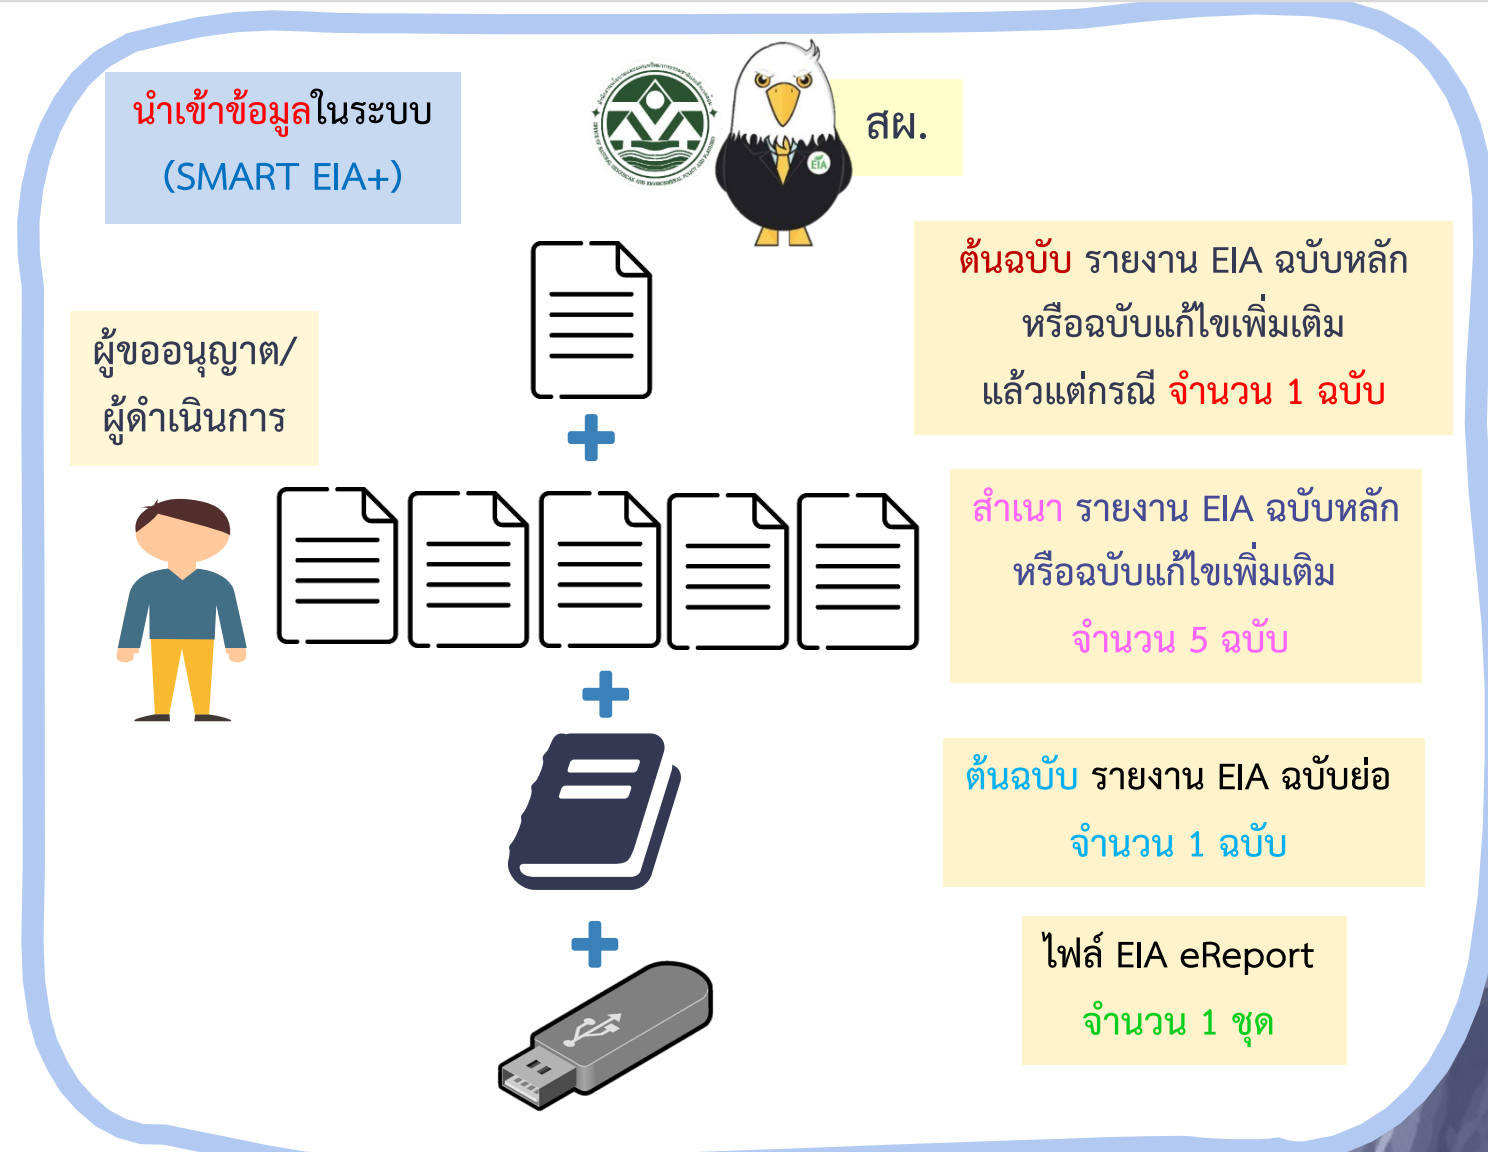 นำเข้าข้อมูลในระบบ
(SMART EIA+)
สผ.
EIA
ต้นฉบับ รายงาน EIA ฉบับหลัก
หรือฉบับแก้ไขเพิ่มเติม
แล้วแต่กรณี จำนวน 1 ฉบับ
ผู้ขออนุญาต/
ผู้ดำเนินการ
สำเนา รายงาน EIA ฉบับหลัก
หรือฉบับแก้ไขเพิ่มเติม
จำนวน 5 ฉบับ
ต้นฉบับ รายงาน EIA ฉบับย่อ
จำนวน 1 ฉบับ
ไฟล์ EIA eReport
จำนวน 1 ชุด